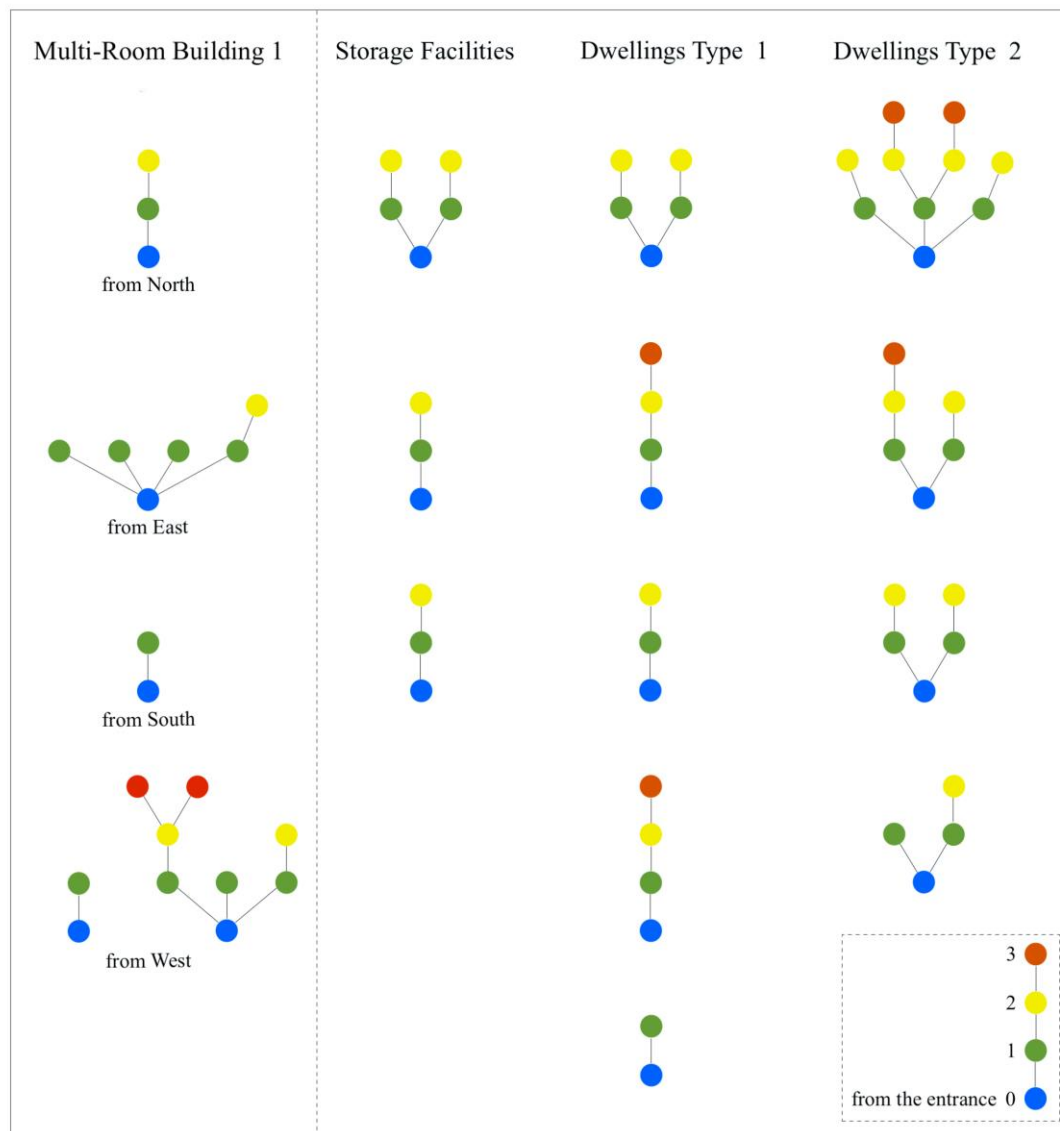 Multi-Room Building 1
Storage Facilities
Dwellings Type 1
Dwellings Type 2
from North
from East
from South
from West
3
2
1
from the entrance 0